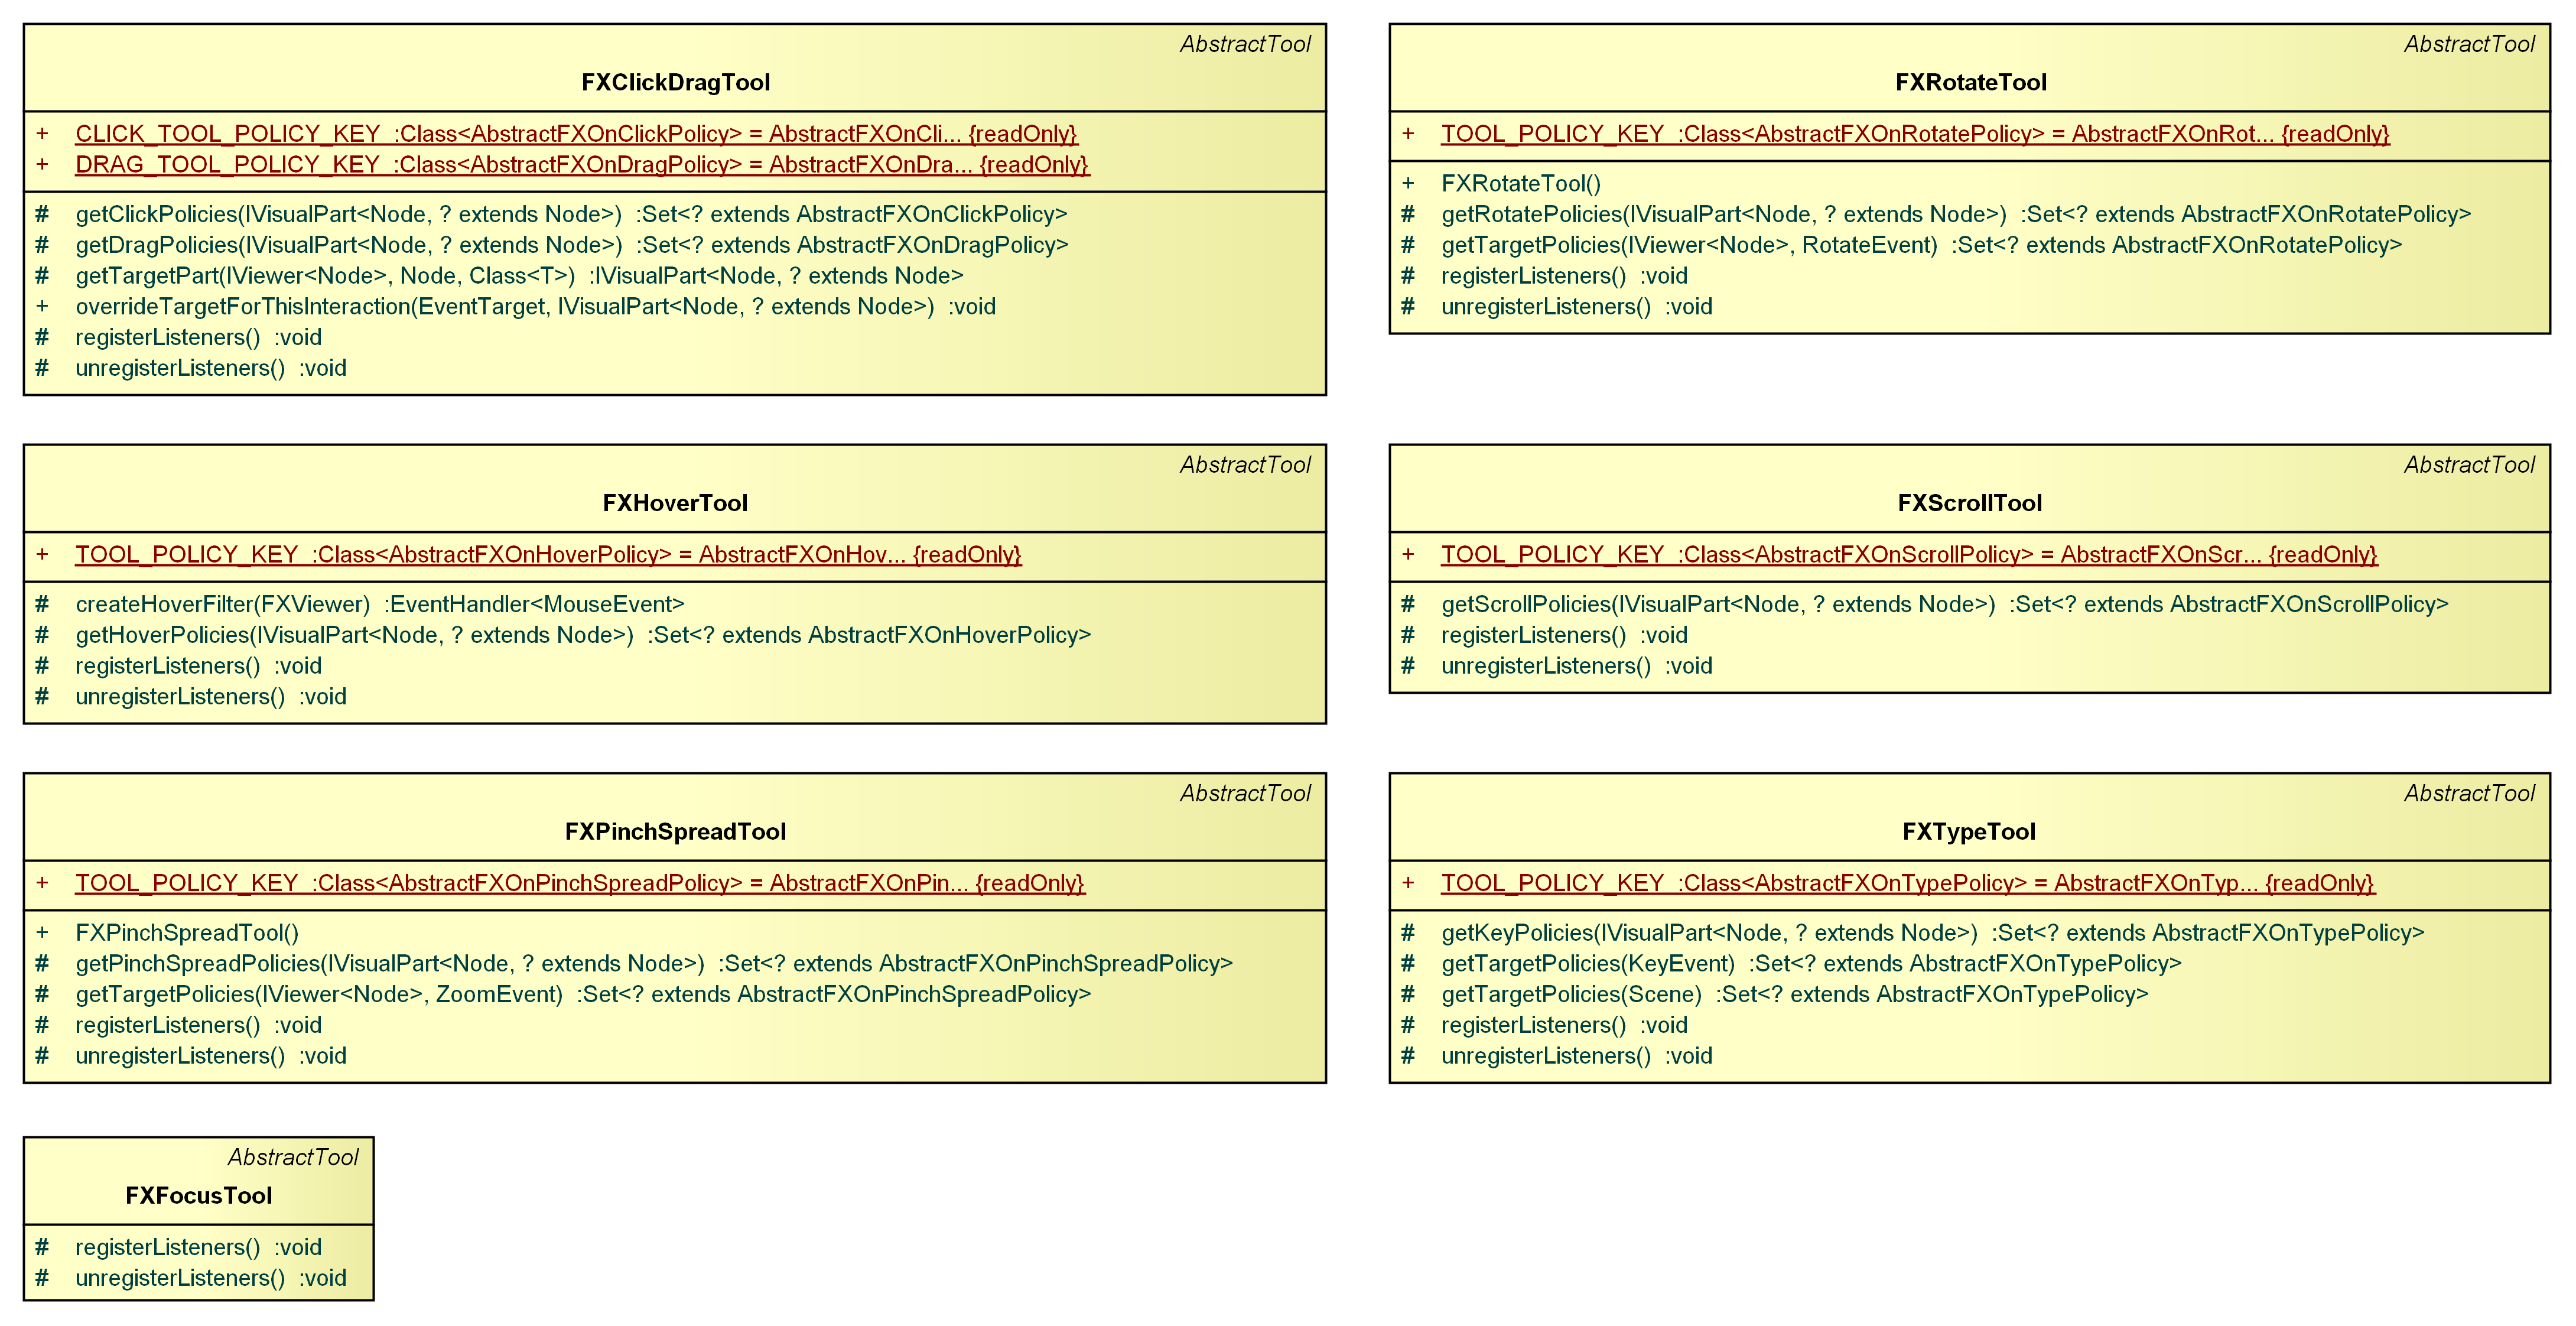 AbstractTool
FXClickDragTool
+ CLICK_TOOL_POLICY_KEY :Class<AbstractFXOnClickPolicy> = AbstractFXOnCli... {readOnly}
+ DRAG_TOOL_POLICY_KEY :Class<AbstractFXOnDragPolicy> = AbstractFXOnDra... {readOnly}
# getClickPolicies(IVisualPart<Node, ? extends Node>) :Set<? extends AbstractFXOnClickPolicy>
# getDragPolicies(IVisualPart<Node, ? extends Node>) :Set<? extends AbstractFXOnDragPolicy>
# getTargetPart(IViewer<Node>, Node, Class<T>) :IVisualPart<Node, ? extends Node>
+ overrideTargetForThisInteraction(EventTarget, IVisualPart<Node, ? extends Node>) :void
# registerListeners() :void
# unregisterListeners() :void
AbstractTool
FXRotateTool
+ TOOL_POLICY_KEY :Class<AbstractFXOnRotatePolicy> = AbstractFXOnRot... {readOnly}
+ FXRotateTool()
# getRotatePolicies(IVisualPart<Node, ? extends Node>) :Set<? extends AbstractFXOnRotatePolicy>
# getTargetPolicies(IViewer<Node>, RotateEvent) :Set<? extends AbstractFXOnRotatePolicy>
# registerListeners() :void
# unregisterListeners() :void
AbstractTool
FXHoverTool
+ TOOL_POLICY_KEY :Class<AbstractFXOnHoverPolicy> = AbstractFXOnHov... {readOnly}
# createHoverFilter(FXViewer) :EventHandler<MouseEvent>
# getHoverPolicies(IVisualPart<Node, ? extends Node>) :Set<? extends AbstractFXOnHoverPolicy>
# registerListeners() :void
# unregisterListeners() :void
AbstractTool
FXScrollTool
+ TOOL_POLICY_KEY :Class<AbstractFXOnScrollPolicy> = AbstractFXOnScr... {readOnly}
# getScrollPolicies(IVisualPart<Node, ? extends Node>) :Set<? extends AbstractFXOnScrollPolicy>
# registerListeners() :void
# unregisterListeners() :void
AbstractTool
FXPinchSpreadTool
+ TOOL_POLICY_KEY :Class<AbstractFXOnPinchSpreadPolicy> = AbstractFXOnPin... {readOnly}
+ FXPinchSpreadTool()
# getPinchSpreadPolicies(IVisualPart<Node, ? extends Node>) :Set<? extends AbstractFXOnPinchSpreadPolicy>
# getTargetPolicies(IViewer<Node>, ZoomEvent) :Set<? extends AbstractFXOnPinchSpreadPolicy>
# registerListeners() :void
# unregisterListeners() :void
AbstractTool
FXTypeTool
+ TOOL_POLICY_KEY :Class<AbstractFXOnTypePolicy> = AbstractFXOnTyp... {readOnly}
# getKeyPolicies(IVisualPart<Node, ? extends Node>) :Set<? extends AbstractFXOnTypePolicy>
# getTargetPolicies(KeyEvent) :Set<? extends AbstractFXOnTypePolicy>
# getTargetPolicies(Scene) :Set<? extends AbstractFXOnTypePolicy>
# registerListeners() :void
# unregisterListeners() :void
AbstractTool
FXFocusTool
# registerListeners() :void
# unregisterListeners() :void